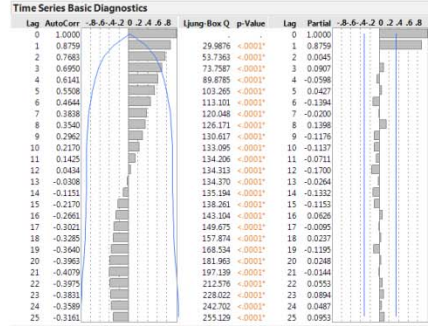 Time Series Basic Diagnostics
Lag AutoCorr -.8-.6-.4-.2 0 .2 .4 .6 .8 Ljung-Box Q p-Value Lag Partial -.8-.6-.4-.2 0 .2 .4 .6 .8
0 1.0000 . . 0 1.0000
1 0.8759 29.9876 <.0001* 1 0.8759
2 0.7683 53.7363 <.0001* 2 0.0045
3 0.6950 73.7587 <.0001* 3 0.0907
4 0.6141 89.8785 <.0001* 4 -0.0598
5 0.5508 103.265 <.0001* 5 0.0427
6 0.4644 113.101 <.0001* 6 -0.1394
7 0.3838 120.048 <.0001* 7 -0.0200
8 0.3540 126.171 <.0001* 8 0.1398
9 0.2962 130.617 <.0001* 9 -0.1176
10 0.2170 133.095 <.0001* 10 -0.1137
11 0.1425 134.206 <.0001* 11 -0.0711
12 0.0434 134.313 <.0001* 12 -0.1700
13 -0.0308 134.370 <.0001* 13 -0.0264
14 -0.1151 135.194 <.0001* 14 -0.1332
15 -0.2170 138.261 <.0001* 15 -0.1153
16 -0.2661 143.104 <.0001* 16 0.0626
17 -0.3021 149.675 <.0001* 17 -0.0095
18 -0.3285 157.874 <.0001* 18 0.0237
19 -0.3640 168.534 <.0001* 19 -0.1195
20 -0.3963 181.963 <.0001* 20 0.0248
21 -0.4079 197.139 <.0001* 21 -0.0144
22 -0.3975 212.576 <.0001* 22 0.0553
23 -0.3831 228.022 <.0001* 23 0.0894
24 -0.3589 242.702 <.0001* 24 0.0487
25 -0.3161 255.129 <.0001* 25 0.0953